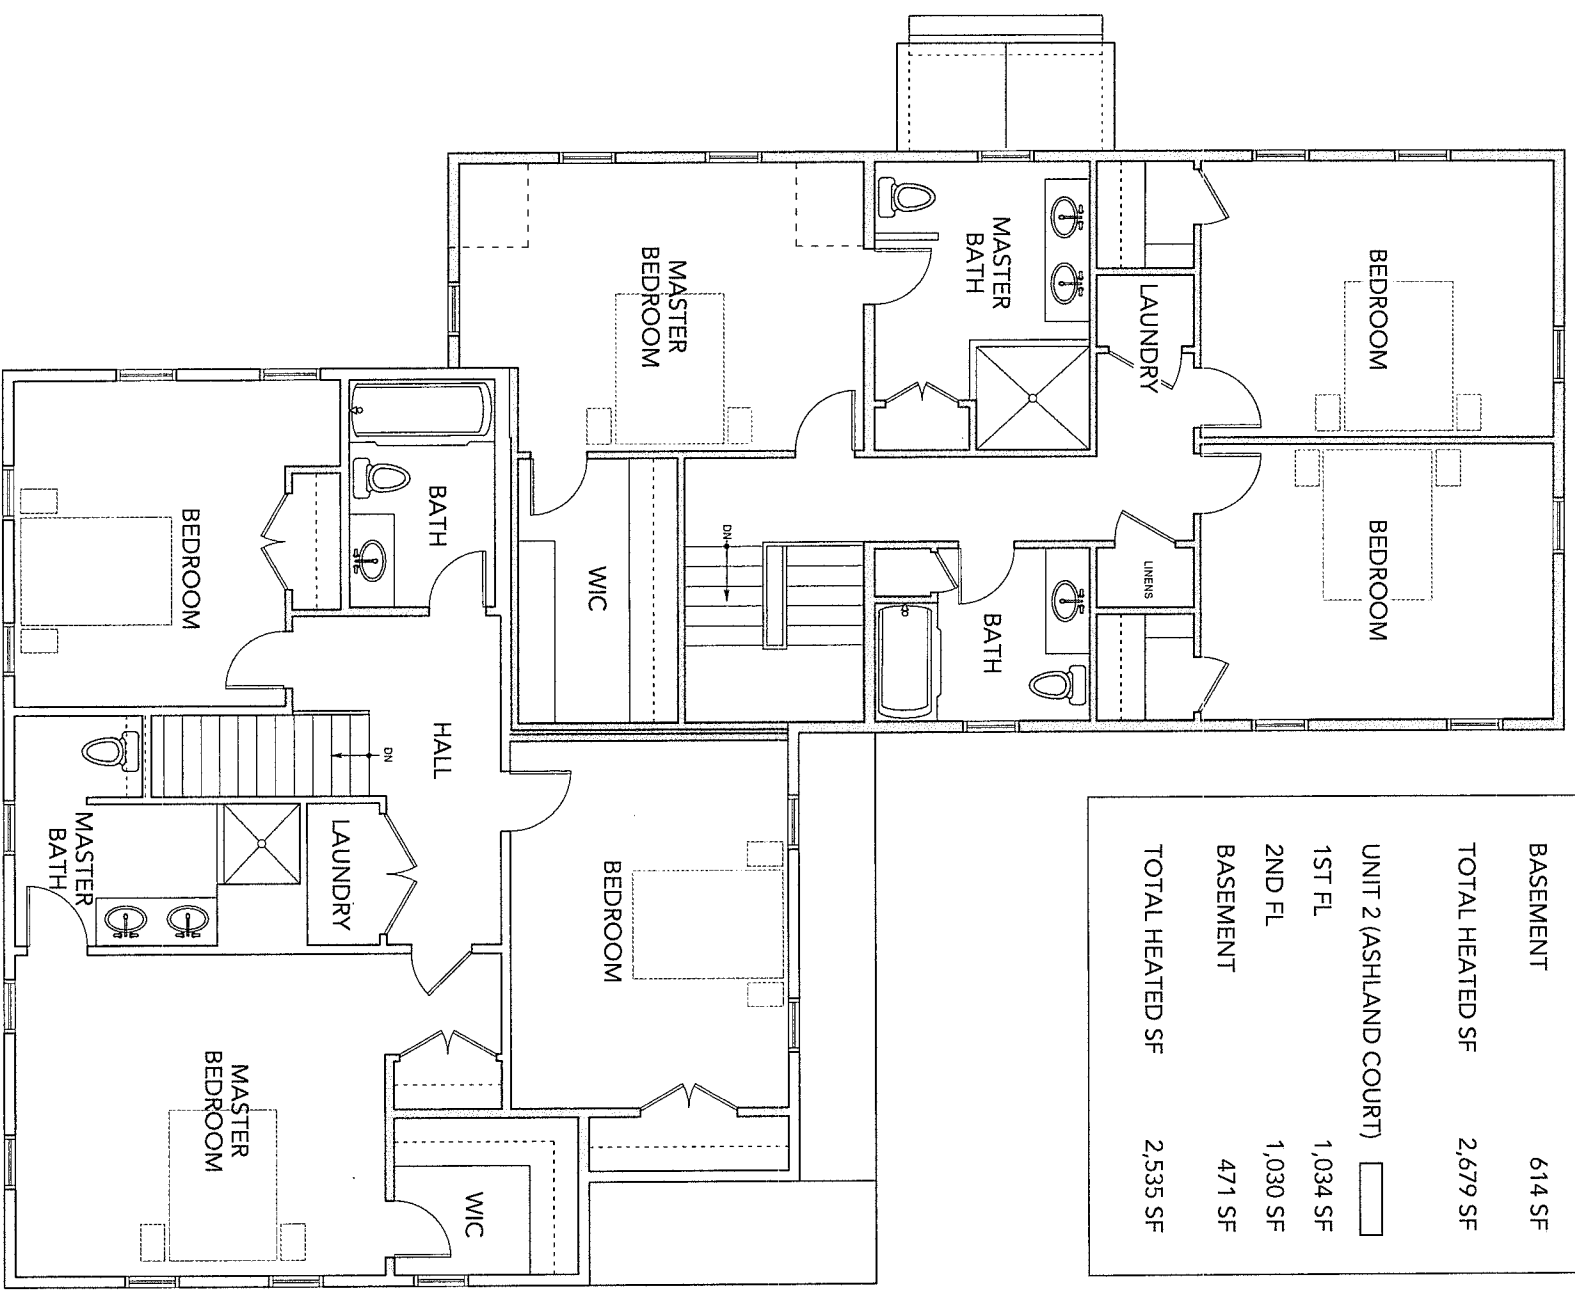 BASEMENT 614 SF
TOTAL HEATED SF 2,679 SF
UNIT 2 (ASHLAND COURT)
1ST FL 1,034 SF
2ND FL 1,030 SF
BASEMENT 471 SF
TOTAL HEATED SF 2,535 SF
BEDROOM
BEDROOM
LAUNDRY
LINENS
MASTER
BATH
BATH
MASTER
BEDROOM
DN
WIC
BEDROOM
BATH
HALL
DN
LAUNDRY
WIC
BEDROOM
MASTER
BATH
MASTER
BEDROOM